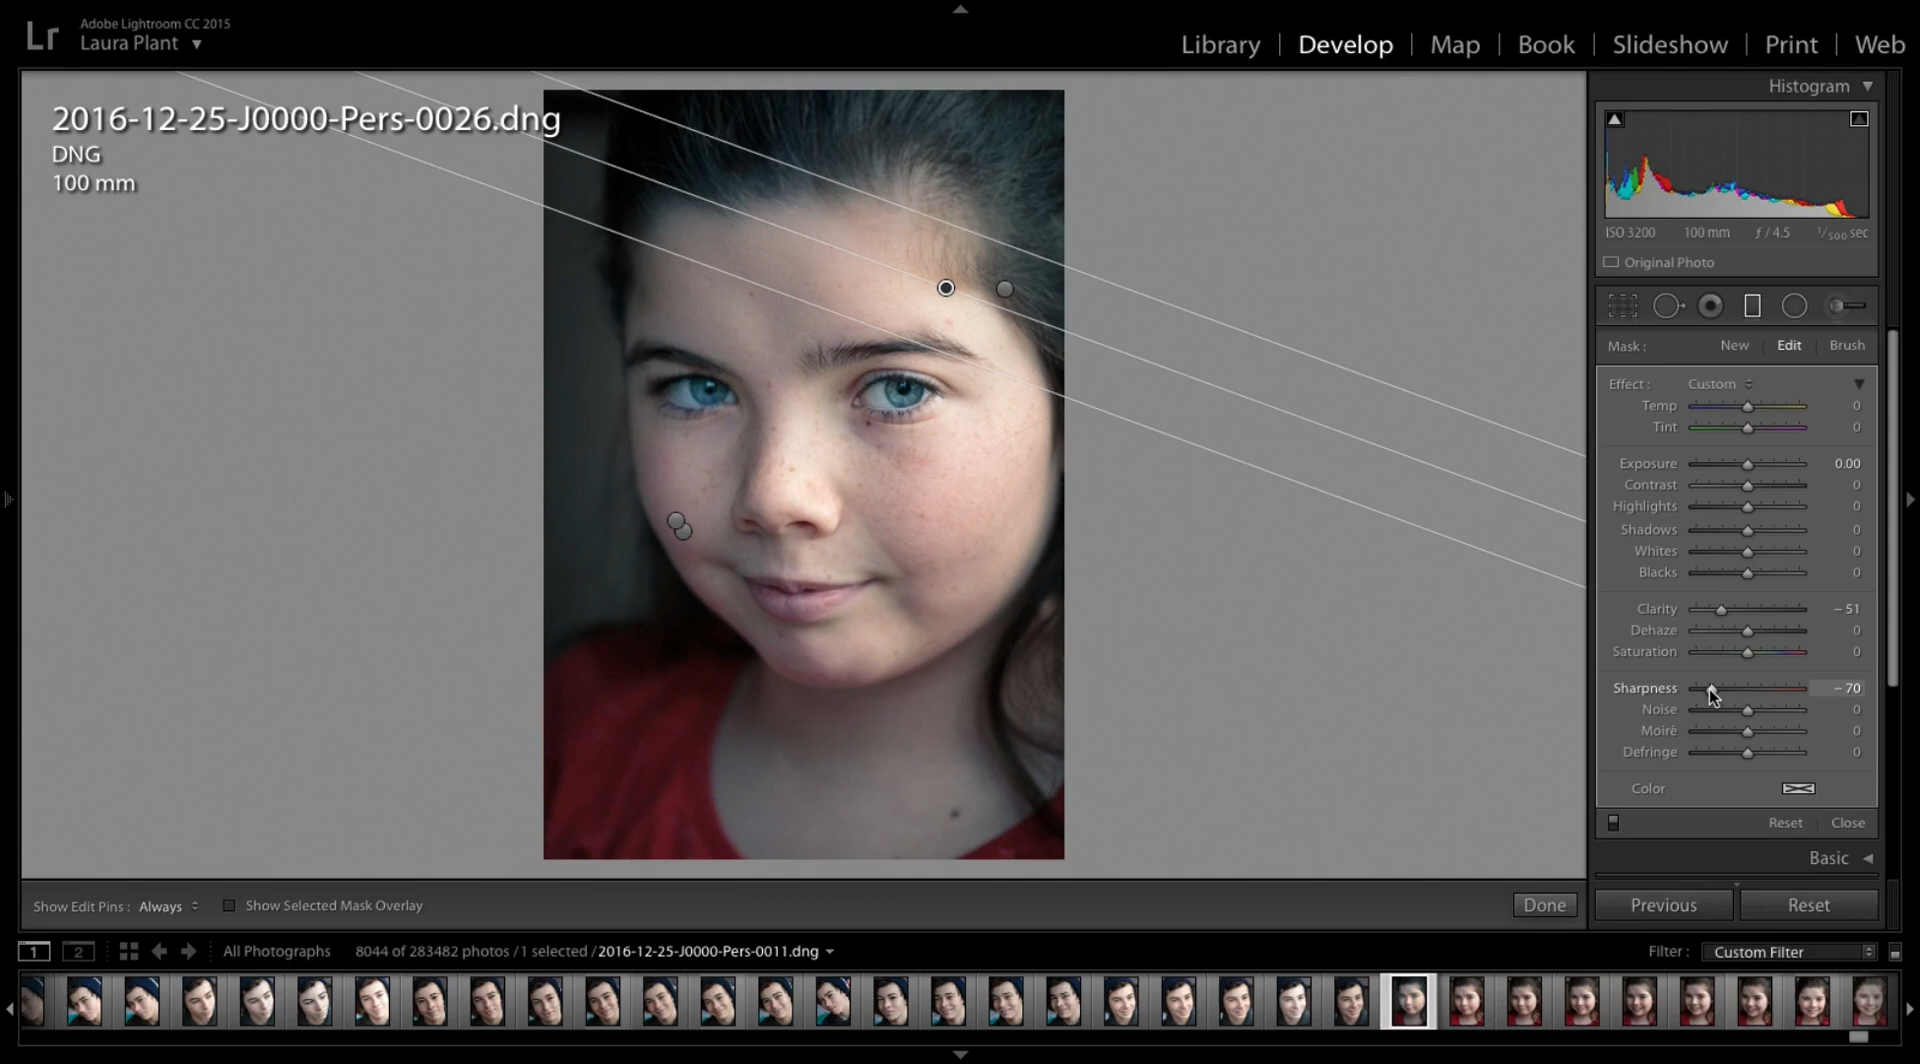 Lr
Adobe Lightroom CC 2015
Laura Plant ▼
Library | Develop | Map | Book | Slideshow | Print | Web
2016-12-25-J0000-Pers-0026.dng
DNG
100 mm
Histogram
ISO 3200 100 mm ƒ / 4.5 1/500 sec
Original Photo
Mask : New Edit Brush
Effect : Custom
Temp 0
Tint 0
Exposure 0.00
Contrast 0
Highlights 0
Shadows 0
Whites 0
Blacks 0
Clarity – 51
Dehaze 0
Saturation 0
Sharpness – 70
Noise 0
Moiré 0
Defringe 0
Color
Reset Close
Basic
Show Edit Pins : Always Show Selected Mask Overlay Done
Previous Reset
1 2 All Photographs 8044 of 283482 photos / 1 selected / 2016-12-25-J0000-Pers-0011.dng Filter : Custom Filter